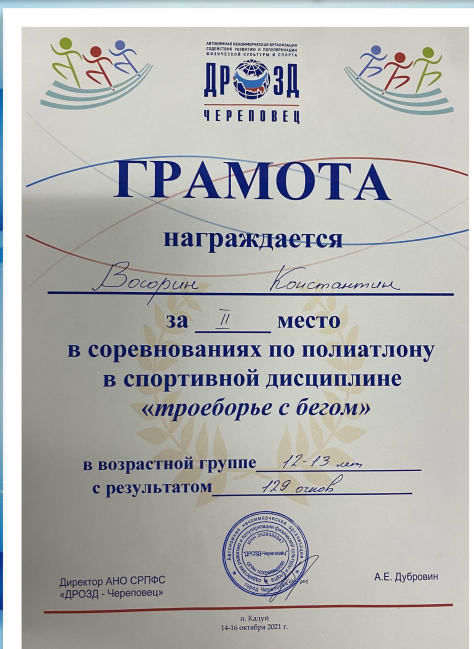 АВТОНОМНАЯ НЕКОММЕРЧЕСКАЯ ОРГАНИЗАЦИЯ
СОДЕЙСТВИЯ РАЗВИТИЮ И ПОПУЛЯРИЗАЦИИ
ФИЗИЧЕСКОЙ КУЛЬТУРЫ И СПОРТА
ДРОЗД
ЧЕРЕПОВЕЦ
ГРАМОТА
награждается
Константин
за II место
в соревнованиях по полиатлону
в спортивной дисциплине
«троеборье с бегом»
в возрастной группе 12-13 лет
с результатом 129 очков
"ДРОЗД-Череповец"
Директор АНО СРПФС
«ДРОЗД - Череповец»
А.Е. Дубровин
п. Кадуй
14-16 октября 2021 г.